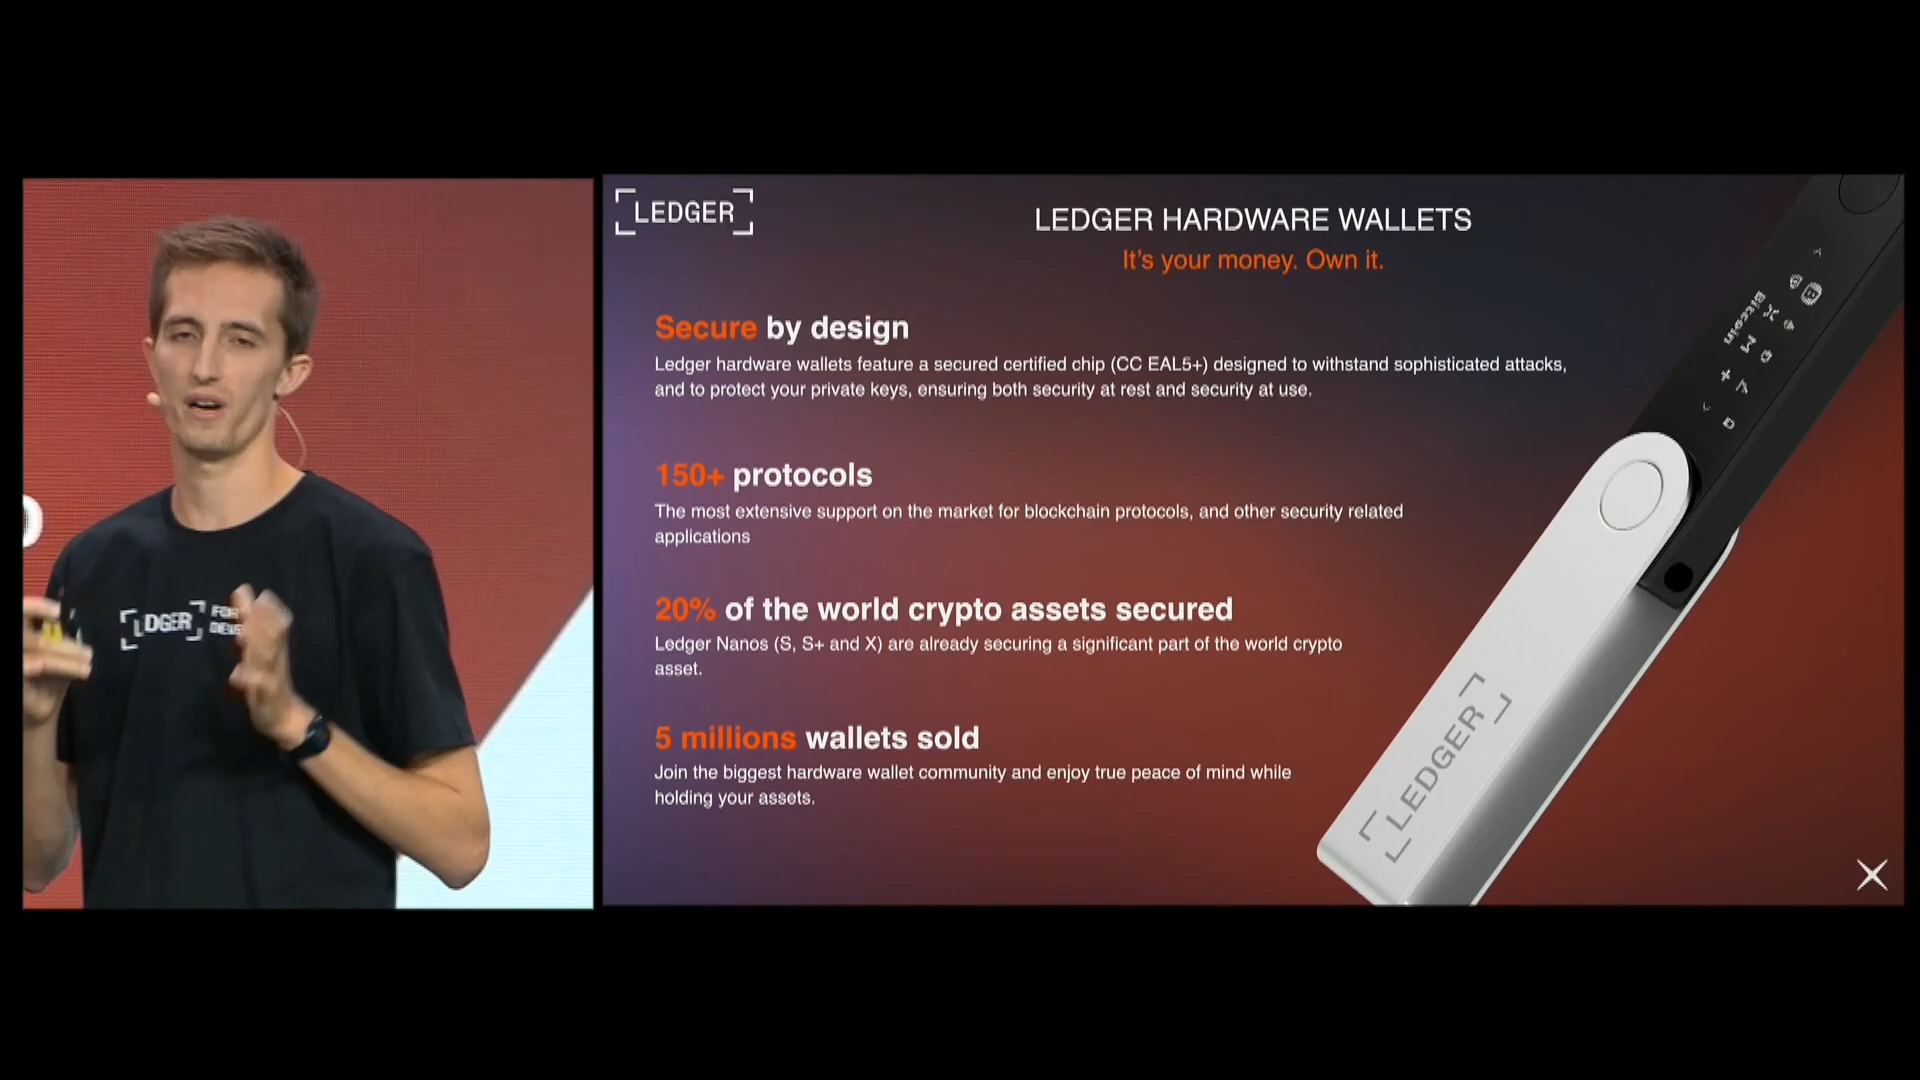 LEDGER
LEDGER HARDWARE WALLETS
It's your money. Own it.
Secure by design
Ledger hardware wallets feature a secured certified chip (CC EAL5+) designed to withstand sophisticated attacks,
and to protect your private keys, ensuring both security at rest and security at use.
150+ protocols
The most extensive support on the market for blockchain protocols, and other security related
applications
20% of the world crypto assets secured
Ledger Nanos (S, S+ and X) are already securing a significant part of the world crypto
asset.
5 millions wallets sold
Join the biggest hardware wallet community and enjoy true peace of mind while
holding your assets.
Bitcoin
LEDGER
DGER FOR
DEVE